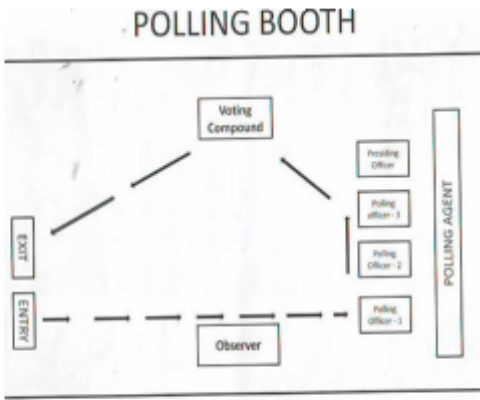 POLLING BOOTH
Voting
Compound
Presiding
Officer
Polling
officer - 3
Polling
Officer - 2
Polling
Officer - 1
POLLING AGENT
EXIT
ENTRY
Observer